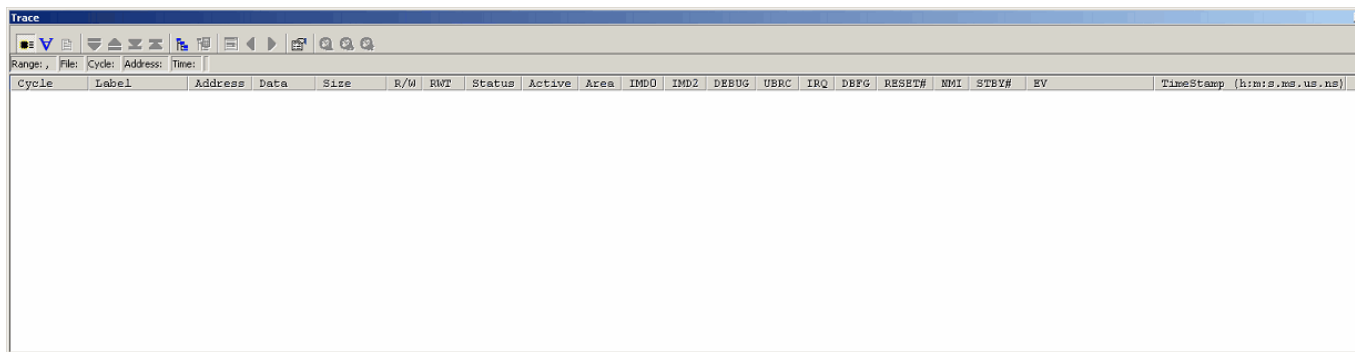 Trace
Range: , File: Cycle: Address: Time:
Cycle Label Address Data Size R/W RWT Status Active Area IMD0 IMD2 DEBUG UBRC IRQ DBFG RESET# NMI STBY# EV TimeStamp (h:m:s.ms.us.ns)